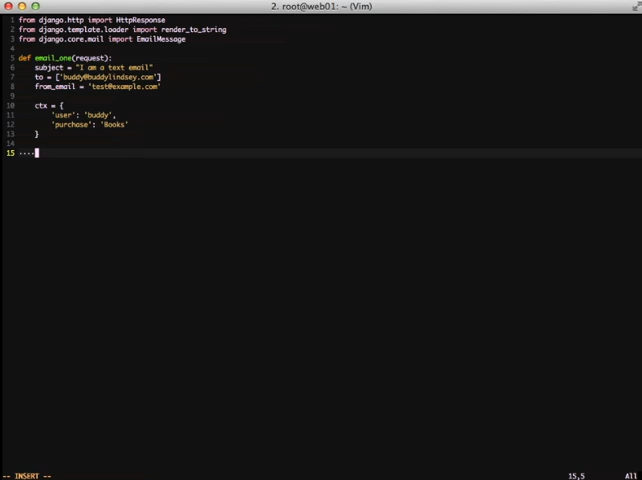 2. root@web01: ~ (Vim)
1 from django.http import HttpResponse
2 from django.template.loader import render_to_string
3 from django.core.mail import EmailMessage
4
5 def email_one(request):
6     subject = "I am a text email"
7     to = ['buddy@buddylindsey.com']
8     from_email = 'test@example.com'
9
10     ctx = {
11         'user': 'buddy',
12         'purchase': 'Books'
13     }
14
15 ····
-- INSERT -- 15,5 All